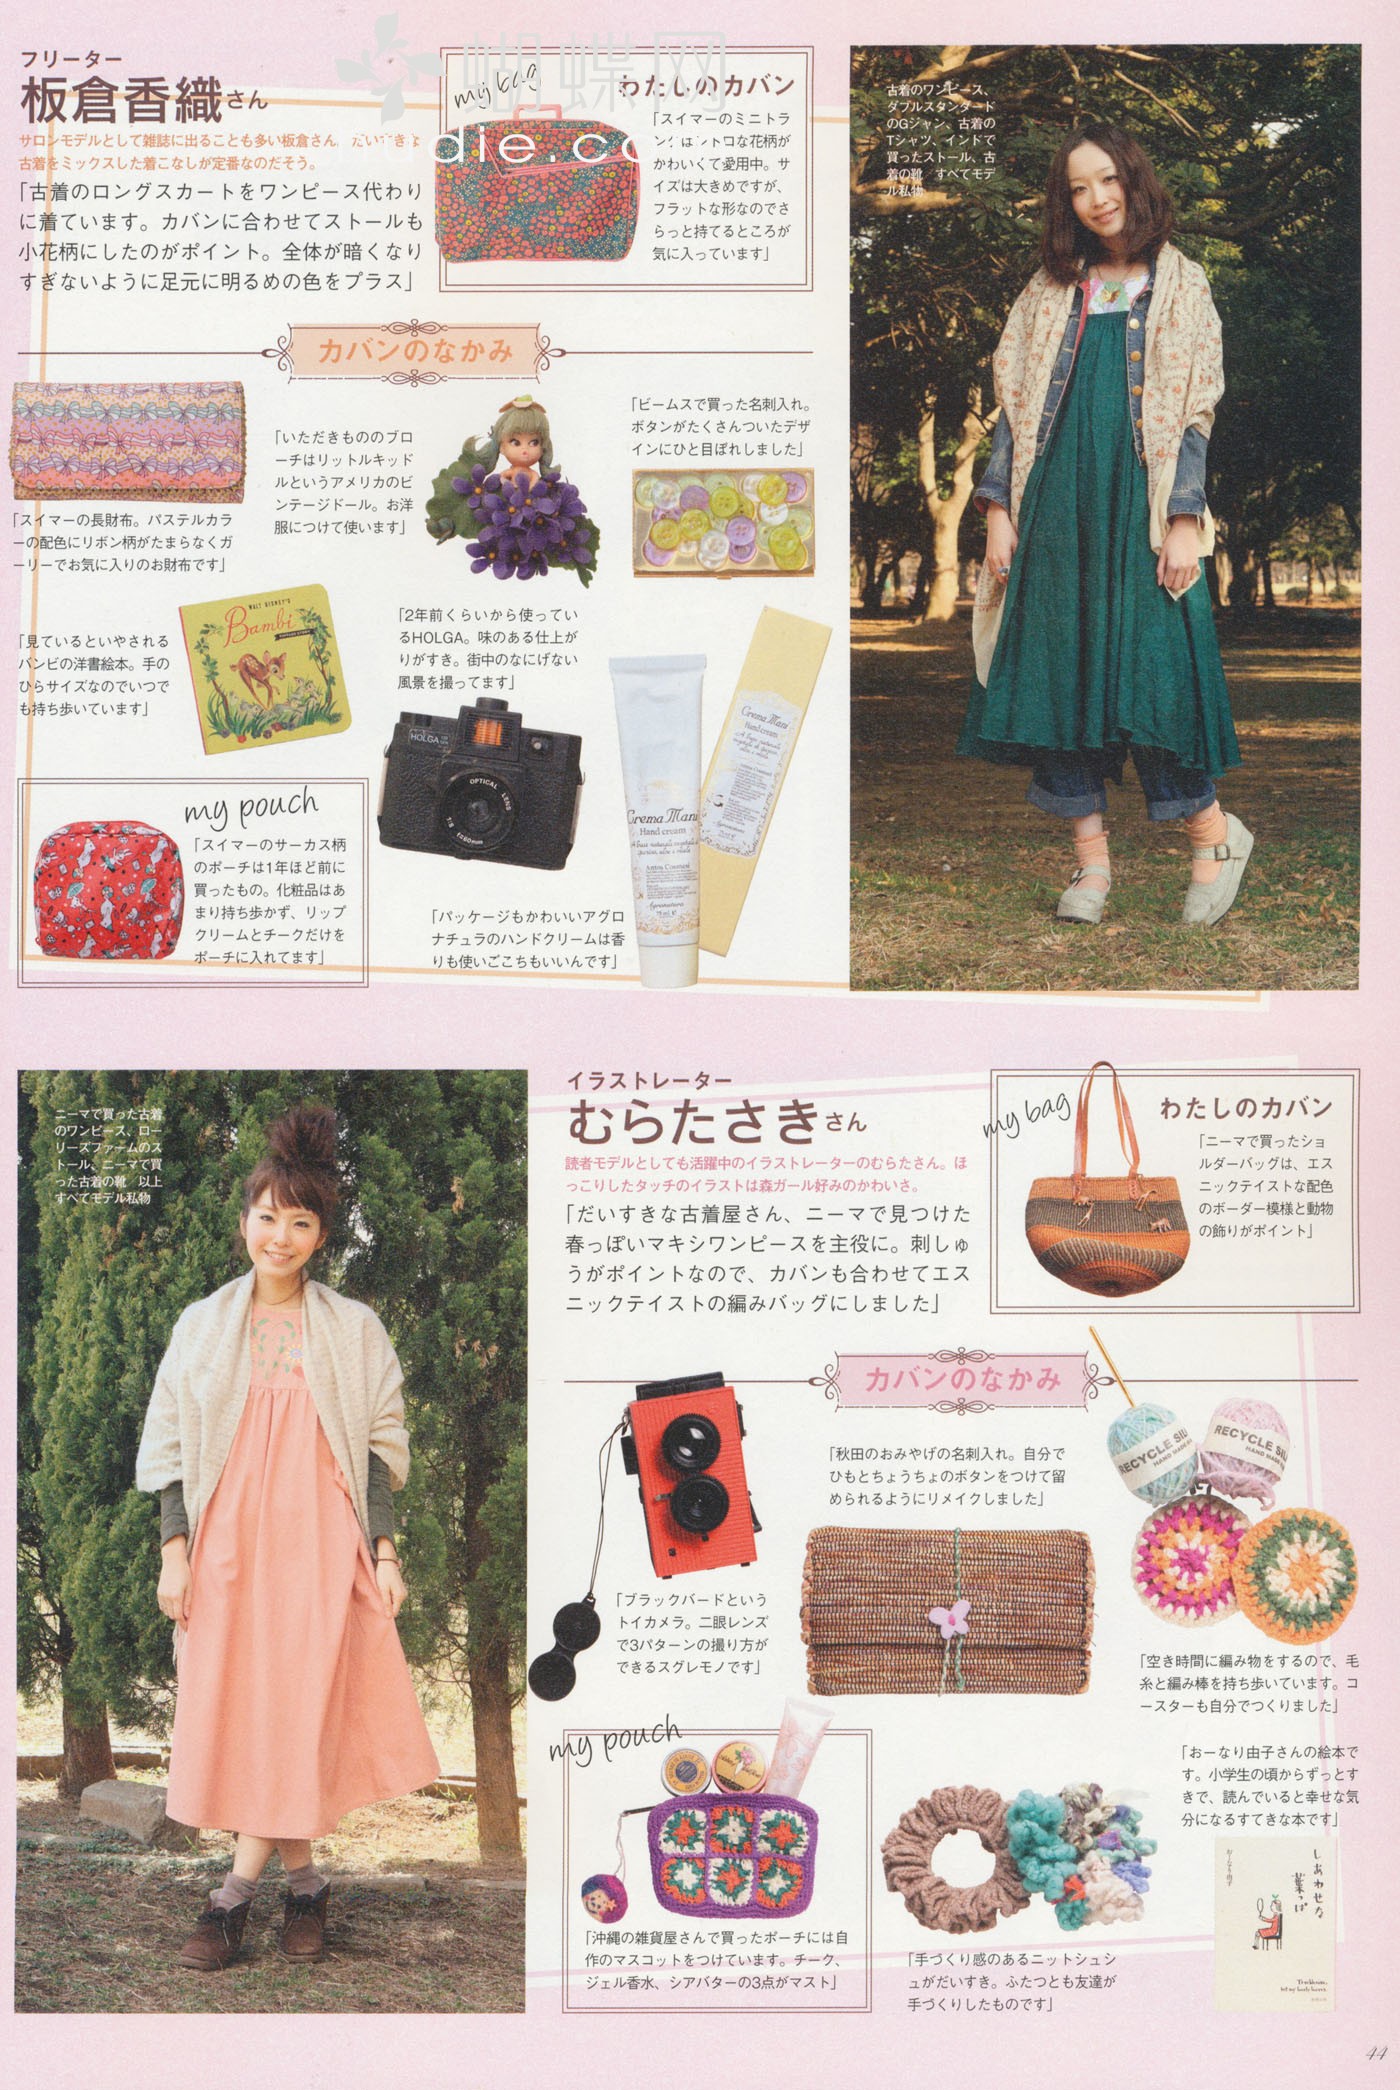 フリーター
板倉香織さん
サロンモデルとして雑誌に出ることも多い板倉さん。だいすきな
古着をミックスした着こなしが定番なのだそう。
「古着のロングスカートをワンピース代わり
に着ています。カバンに合わせてストールも
小花柄にしたのがポイント。全体が暗くなり
すぎないように足元に明るめの色をプラス」
蝴蝶网
my bag
わたしのカバン
「スイマーのミニトラ
ンクはレトロな花柄が
かわいくて愛用中。サ
イズは大きめですが、
フラットな形なのでさ
らっと持てるところが
気に入っています」
古着のワンピース、
ダブルスタンダード
のGジャン、古着の
Tシャツ、インドで
買ったストール、古
着の靴　すべてモデ
ル私物
カバンのなかみ
「スイマーの長財布。パステルカラ
ーの配色にリボン柄がたまらなくガ
ーリーでお気に入りのお財布です」
「いただきもののブロ
ーチはリットルキッド
ルというアメリカのビ
ンテージドール。お洋
服につけて使います」
「ビームスで買った名刺入れ。
ボタンがたくさんついたデザ
インにひと目ぼれしました」
「見ているといやされる
バンビの洋書絵本。手の
ひらサイズなのでいつで
も持ち歩いています」
WALT DISNEY'S
Bambi
「2年前くらいから使ってい
るHOLGA。味のある仕上が
りがすき。街中のなにげない
風景を撮ってます」
HOLGA
OPTICAL LENS
1:8 f=60mm
Crema Mani
Hand cream
Crema Mani
Hand cream
Antos Cosmesi
Agronatura
75 ml ℮
my pouch
「スイマーのサーカス柄
のポーチは1年ほど前に
買ったもの。化粧品はあ
まり持ち歩かず、リップ
クリームとチークだけを
ポーチに入れてます」
「パッケージもかわいいアグロ
ナチュラのハンドクリームは香
りも使いごこちもいいんです」
ニーマで買った古着
のワンピース、ロー
リーズファームのス
トール、ニーマで買
った古着の靴　以上
すべてモデル私物
イラストレーター
むらたさきさん
読者モデルとしても活躍中のイラストレーターのむらたさん。ほ
っこりしたタッチのイラストは森ガール好みのかわいさ。
「だいすきな古着屋さん、ニーマで見つけた
春っぽいマキシワンピースを主役に。刺しゅ
うがポイントなので、カバンも合わせてエス
ニックテイストの編みバッグにしました」
my bag
わたしのカバン
「ニーマで買ったショ
ルダーバッグは、エス
ニックテイストな配色
のボーダー模様と動物
の飾りがポイント」
カバンのなかみ
「秋田のおみやげの名刺入れ。自分で
ひもとちょうちょのボタンをつけて留
められるようにリメイクしました」
RECYCLE SIL
HAND MADE
RECYCLE SIL
HAND MADE
「ブラックバードという
トイカメラ。二眼レンズ
で3パターンの撮り方が
できるスグレモノです」
「空き時間に編み物をするので、毛
糸と編み棒を持ち歩いています。コ
ースターも自分でつくりました」
my pouch
「沖縄の雑貨屋さんで買ったポーチには自
作のマスコットをつけています。チーク、
ジェル香水、シアバターの3点がマスト」
「手づくり感のあるニットシュシ
ュがだいすき。ふたつとも友達が
手づくりしたものです」
「おーなり由子さんの絵本で
す。小学生の頃からずっとす
きで、読んでいると幸せな気
分になるすてきな本です」
しあわせな
葉っぱ
おーなり由子
44